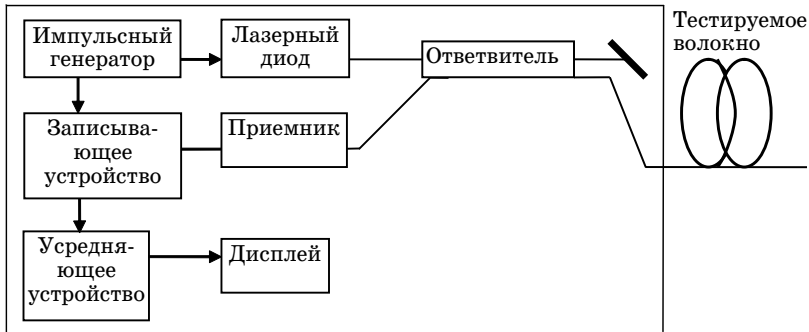 Импульсный
генератор
Лазерный
диод
Ответвитель
Тестируемое
волокно
Записыва-
ющее
устройство
Приемник
Усредня-
ющее
устройство
Дисплей